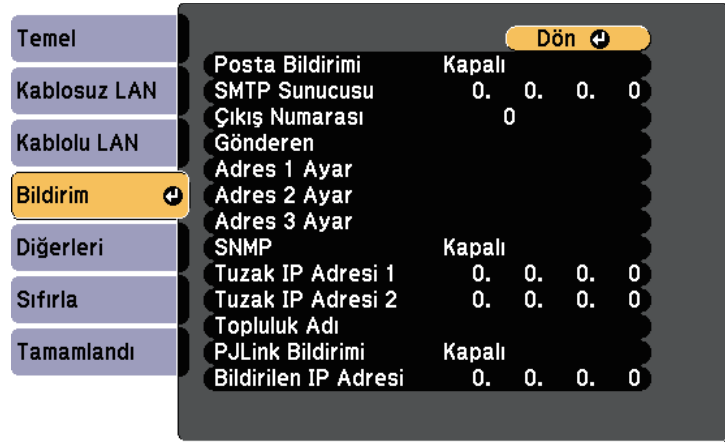 Temel
Kablosuz LAN
Kablolu LAN
Bildirim
Diğerleri
Sıfırla
Tamamlandı
Dön
Posta Bildirimi Kapalı
SMTP Sunucusu 0. 0. 0. 0
Çıkış Numarası 0
Gönderen
Adres 1 Ayar
Adres 2 Ayar
Adres 3 Ayar
SNMP Kapalı
Tuzak IP Adresi 1 0. 0. 0. 0
Tuzak IP Adresi 2 0. 0. 0. 0
Topluluk Adı
PJLink Bildirimi Kapalı
Bildirilen IP Adresi 0. 0. 0. 0